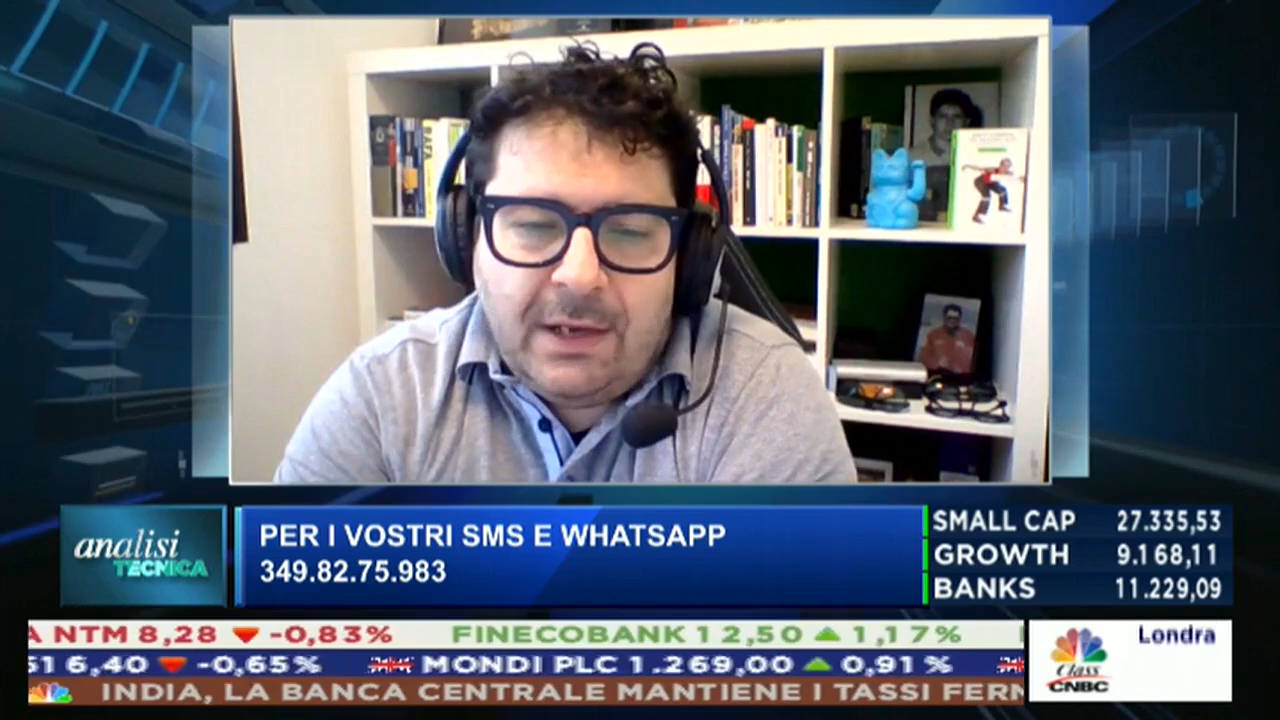 RAFA
analisi
TECNICA
PER I VOSTRI SMS E WHATSAPP
349.82.75.983
SMALL CAP 27.335,53
GROWTH 9.168,11
BANKS 11.229,09
A NTM 8,28 -0,83% FINECOBANK 12,50 1,17%
516,40 -0,65% MONDI PLC 1.269,00 0,91%
INDIA, LA BANCA CENTRALE MANTIENE I TASSI FERM
Londra
Class
CNBC